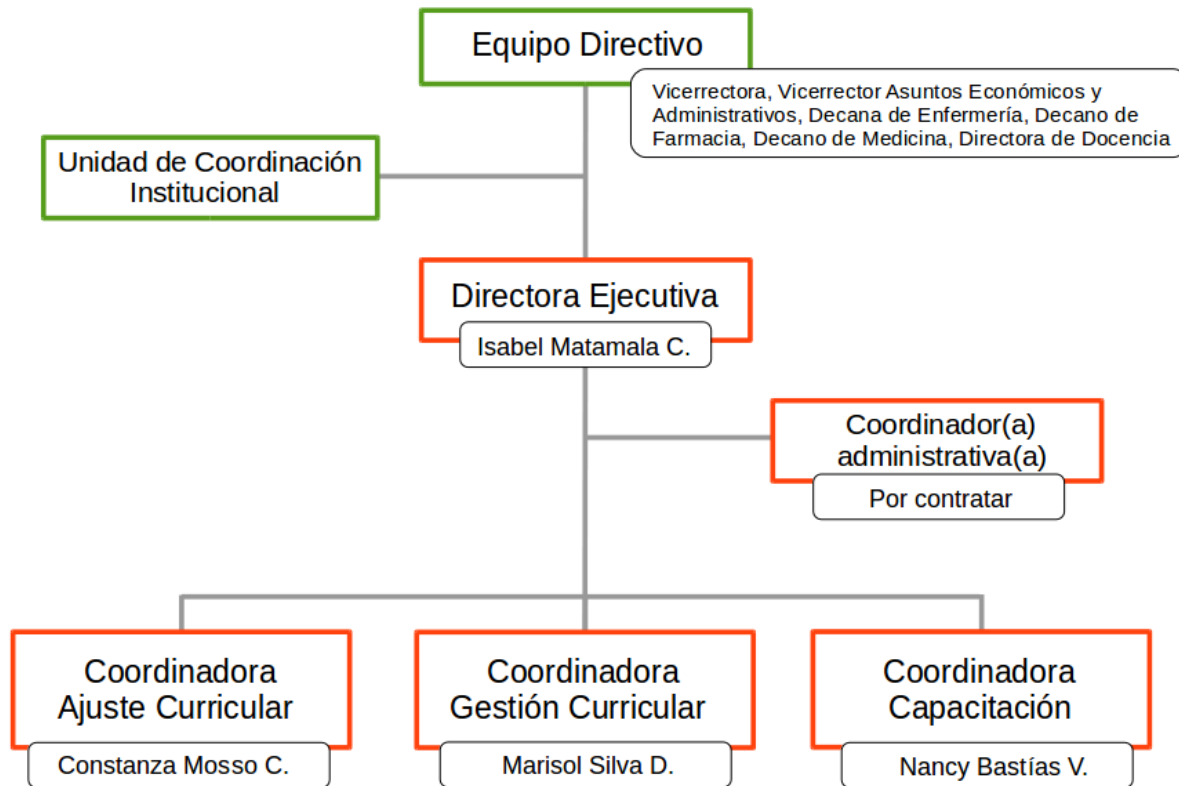 Equipo Directivo
Vicerrectora, Vicerrector Asuntos Económicos y
Administrativos, Decana de Enfermería, Decano de
Farmacia, Decano de Medicina, Directora de Docencia
Unidad de Coordinación
Institucional
Directora Ejecutiva
Isabel Matamala C.
Coordinador(a)
administrativa(a)
Por contratar
Coordinadora
Ajuste Curricular
Constanza Mosso C.
Coordinadora
Gestión Curricular
Marisol Silva D.
Coordinadora
Capacitación
Nancy Bastías V.